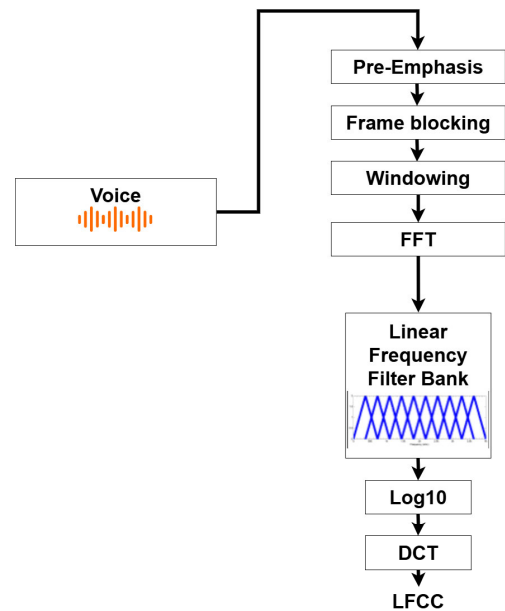 Voice
Pre-Emphasis
Frame blocking
Windowing
FFT
Linear
Frequency
Filter Bank
Log10
DCT
LFCC